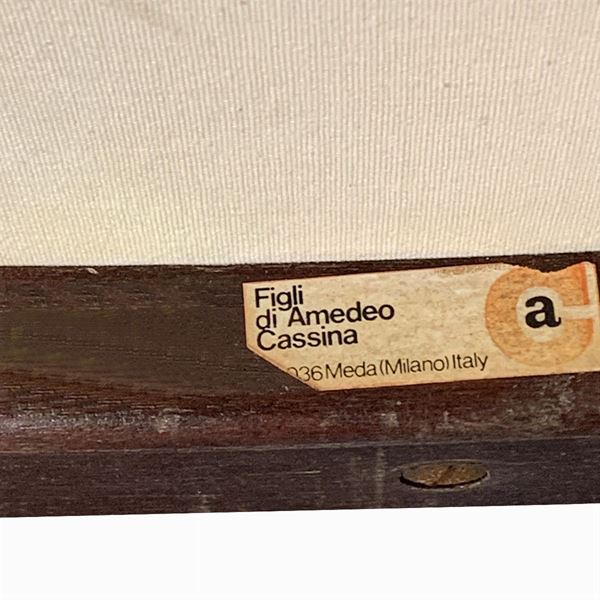 Figli
di Amedeo
Cassina
036 Meda (Milano) Italy
a